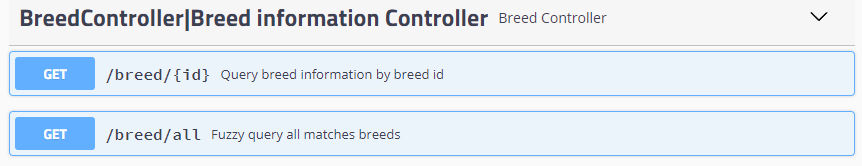 BreedController|Breed information Controller Breed Controller
GET /breed/{id} Query breed information by breed id
GET /breed/all Fuzzy query all matches breeds